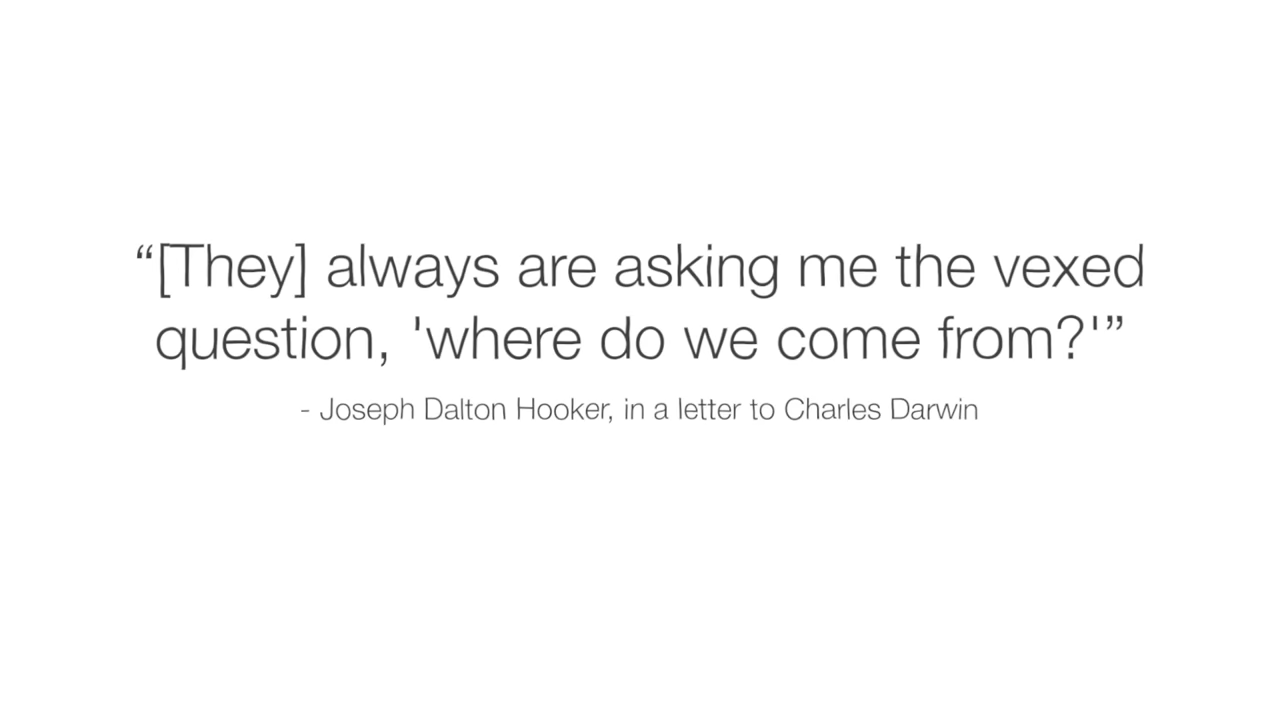 “[They] always are asking me the vexed
question, 'where do we come from?'”
- Joseph Dalton Hooker, in a letter to Charles Darwin